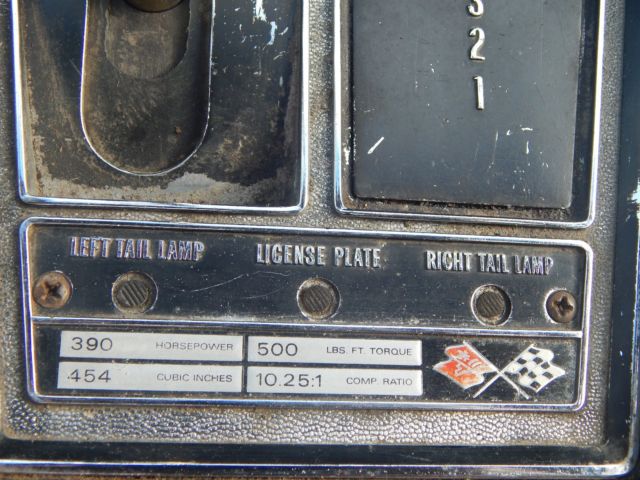 3
2
1
LEFT TAIL LAMP LICENSE PLATE RIGHT TAIL LAMP
390 HORSEPOWER 500 LBS. FT. TORQUE
454 CUBIC INCHES 10.25:1 COMP. RATIO